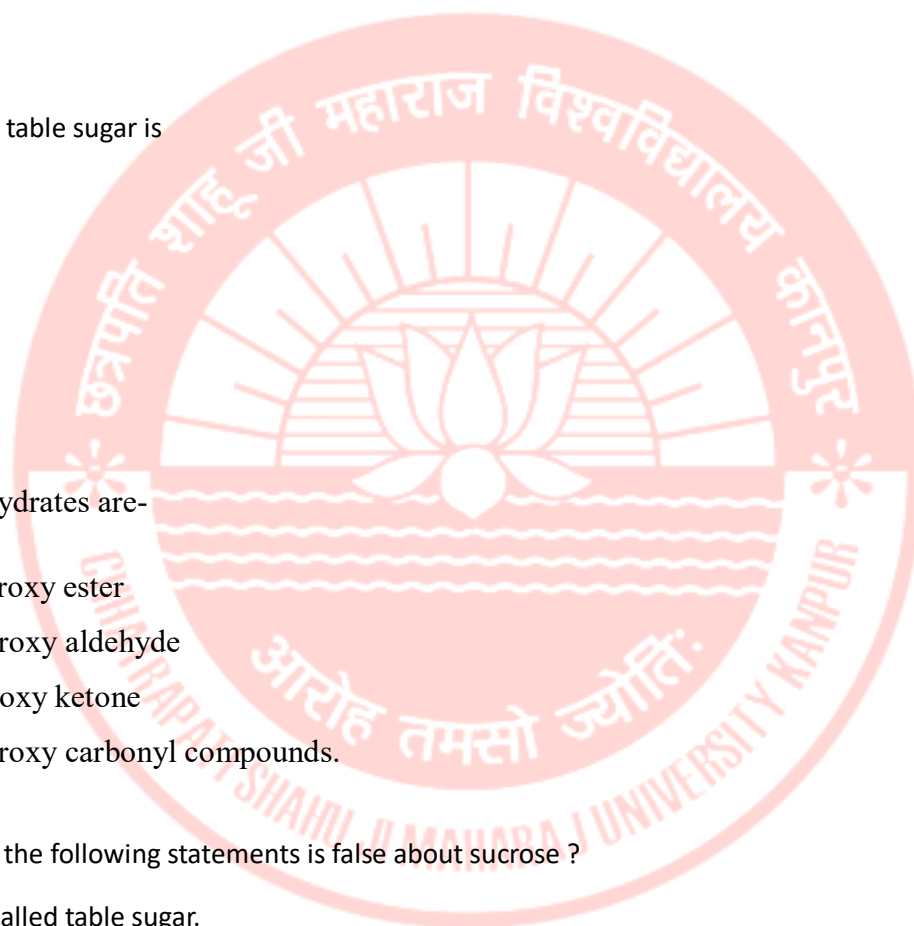 table sugar is
छत्रपति शाहू जी महाराज विश्वविद्यालय कानपुर
ydrates are-
roxy ester
roxy aldehyde
oxy ketone
roxy carbonyl compounds.
आरोह तमसो ज्योतिः
CHHATRAPATI SHAHU JI MAHARAJ UNIVERSITY KANPUR
the following statements is false about sucrose ?
alled table sugar.